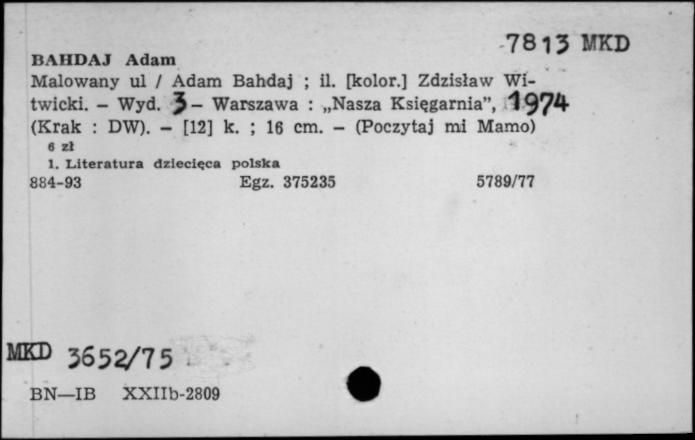 7813 MKD
BAHDAJ Adam
Malowany ul / Adam Bahdaj ; il. [kolor.] Zdzisław Wi-
twicki. – Wyd. 3 – Warszawa : „Nasza Księgarnia”, 1974
(Krak : DW). – [12] k. ; 16 cm. – (Poczytaj mi Mamo)
6 zł
1. Literatura dziecięca polska
884-93 Egz. 375235 5789/77
MKD 3652/75
BN—IB XXIIb-2809